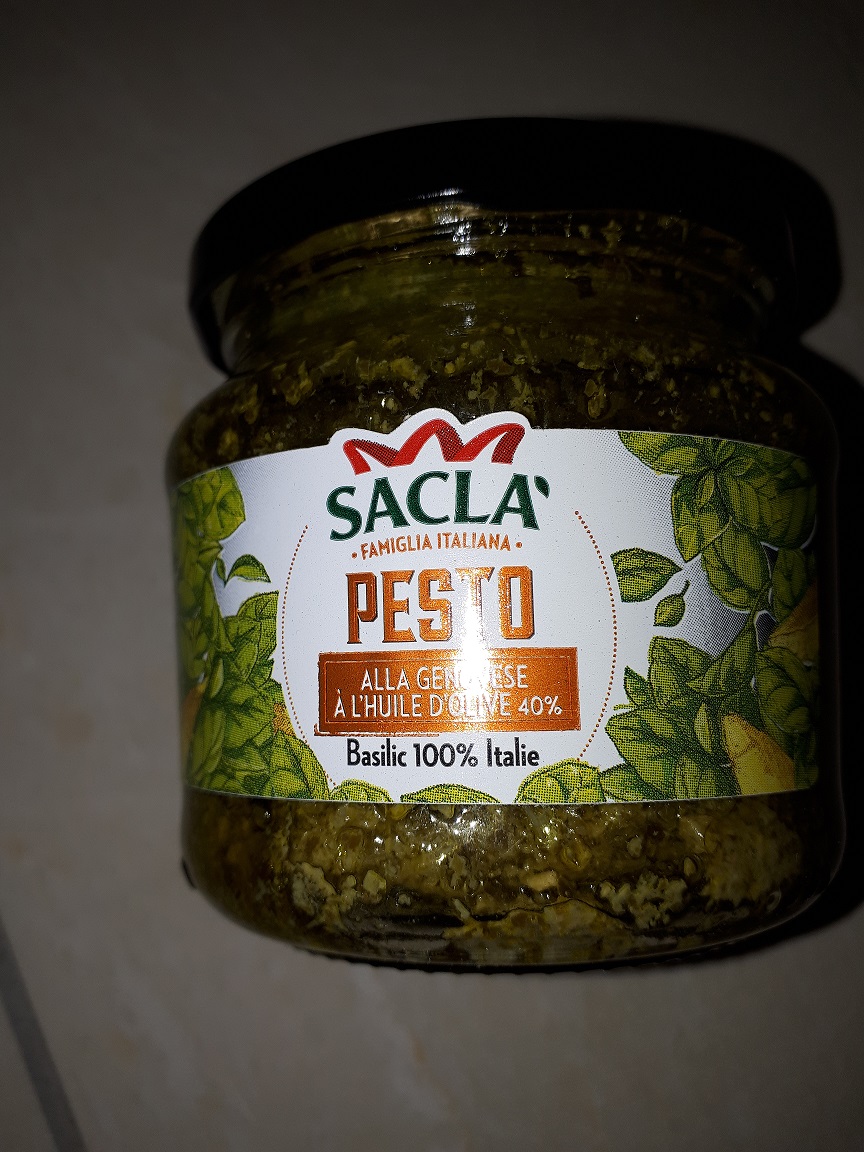 SACLA'
• FAMIGLIA ITALIANA •
PESTO
ALLA GENOVESE
À L'HUILE D'OLIVE 40%
Basilic 100% Italie